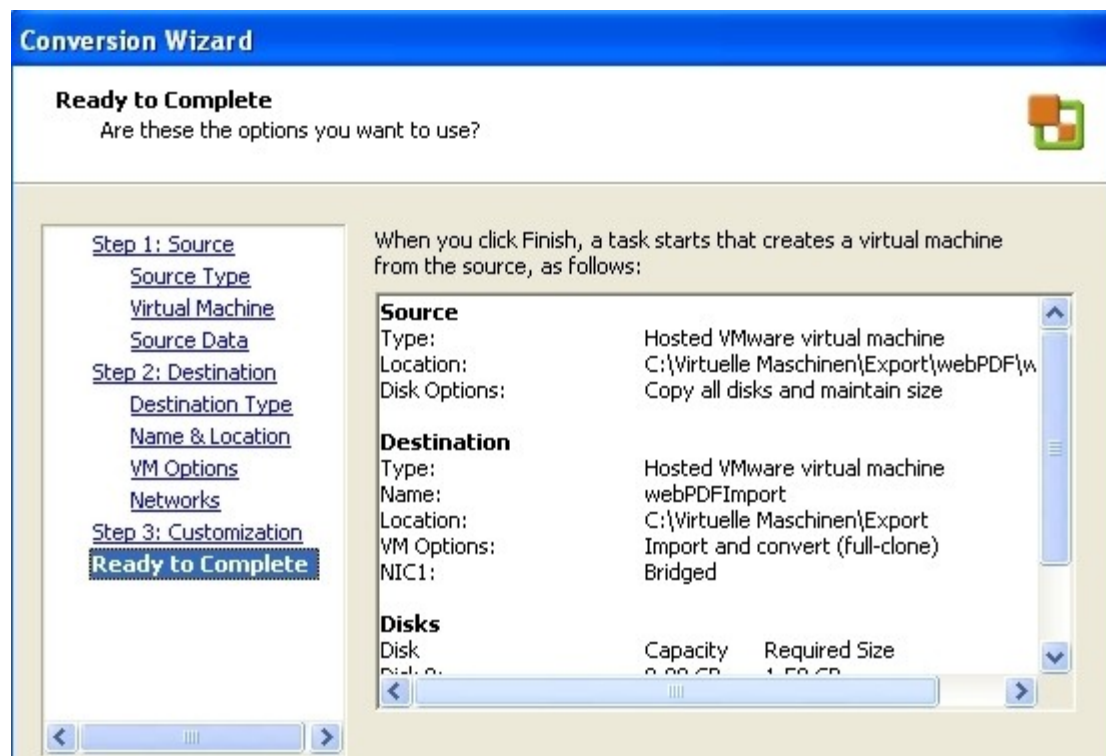 Conversion Wizard
Ready to Complete
Are these the options you want to use?
Step 1: Source
Source Type
Virtual Machine
Source Data
Step 2: Destination
Destination Type
Name & Location
VM Options
Networks
Step 3: Customization
Ready to Complete
When you click Finish, a task starts that creates a virtual machine
from the source, as follows:
Source
Type: Hosted VMware virtual machine
Location: C:\Virtuelle Maschinen\Export\webPDF\w
Disk Options: Copy all disks and maintain size
Destination
Type: Hosted VMware virtual machine
Name: webPDFImport
Location: C:\Virtuelle Maschinen\Export
VM Options: Import and convert (full-clone)
NIC1: Bridged
Disks
Disk Capacity Required Size